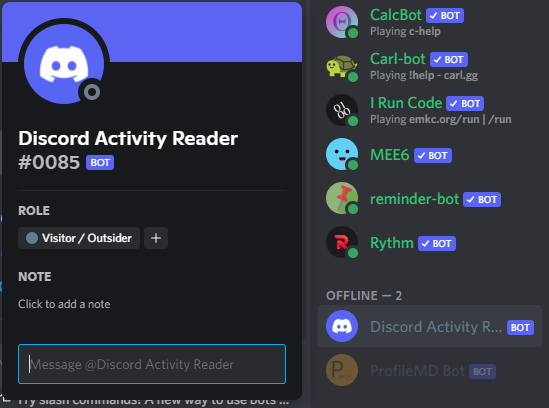 Discord Activity Reader
#0085 BOT
ROLE
Visitor / Outsider +
NOTE
Click to add a note
Message @Discord Activity Reader
Try slash commands! A new way to use bots ...
CalcBot BOT
Playing c-help
Carl-bot BOT
Playing !help - carl.gg
I Run Code BOT
Playing emkc.org/run | /run
MEE6 BOT
reminder-bot BOT
Rythm BOT
OFFLINE — 2
Discord Activity R... BOT
ProfileMD Bot BOT